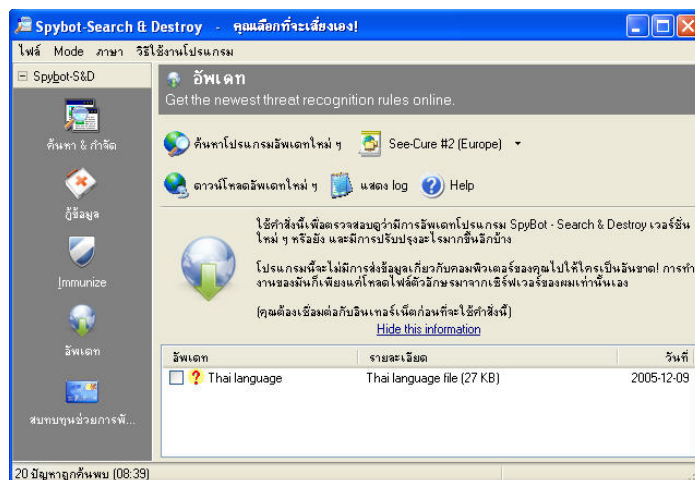 Spybot-Search & Destroy - คุณเลือกที่จะเสี่ยงเอง!
ไฟล์ Mode ภาษา วิธีใช้งานโปรแกรม
Spybot-S&D
ค้นหา & กำจัด
กู้ข้อมูล
Immunize
อัพเดท
สบทบทุนช่วยการพั...
อัพเดท
Get the newest threat recognition rules online.
ค้นหาโปรแกรมอัพเดทใหม่ ๆ See-Cure #2 (Europe)
ดาวน์โหลดอัพเดทใหม่ ๆ แสดง log Help
ใช้คำสั่งนี้เพื่อตรวจสอบดูว่ามีการอัพเดทโปรแกรม SpyBot - Search & Destroy เวอร์ชั่น
ใหม่ ๆ หรือยัง และมีการปรับปรุงอะไรมากขึ้นอีกบ้าง
โปรแกรมนี้จะไม่มีการส่งข้อมูลเกี่ยวกับคอมพิวเตอร์ของคุณไปให้ใครเป็นอันขาด! การทำ
งานของมันก็เพียงแค่โหลดไฟล์ตัวอักษรมาจากเซิร์ฟเวอร์ของผมเท่านั้นเอง
(คุณต้องเชื่อมต่อกับอินเทอร์เน็ตก่อนที่จะใช้คำสั่งนี้)
Hide this information
อัพเดท รายละเอียด วันที่
Thai language Thai language file (27 KB) 2005-12-09
20 ปัญหาถูกค้นพบ (08:39)